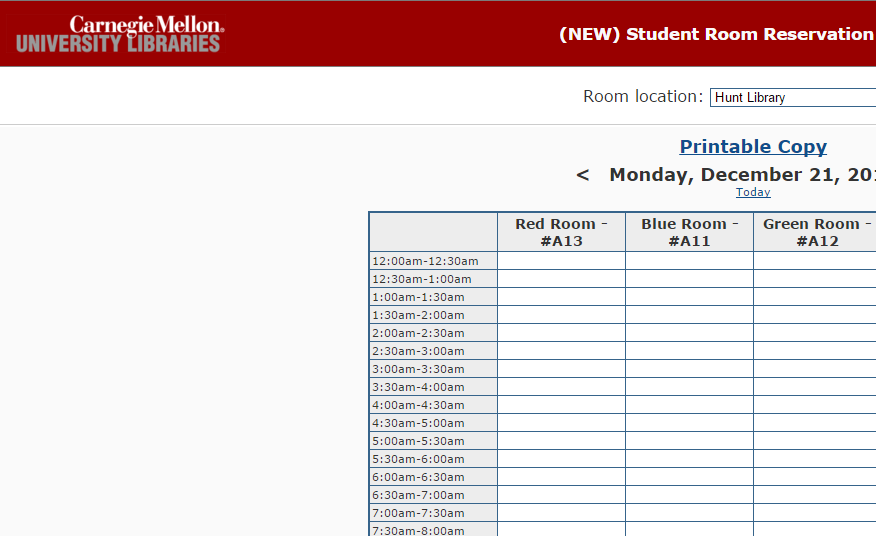 Carnegie Mellon.
UNIVERSITY LIBRARIES
(NEW) Student Room Reservation
Room location: Hunt Library
Printable Copy
< Monday, December 21, 201
Today
Red Room - #A13
Blue Room - #A11
Green Room - #A12
12:00am-12:30am
12:30am-1:00am
1:00am-1:30am
1:30am-2:00am
2:00am-2:30am
2:30am-3:00am
3:00am-3:30am
3:30am-4:00am
4:00am-4:30am
4:30am-5:00am
5:00am-5:30am
5:30am-6:00am
6:00am-6:30am
6:30am-7:00am
7:00am-7:30am
7:30am-8:00am